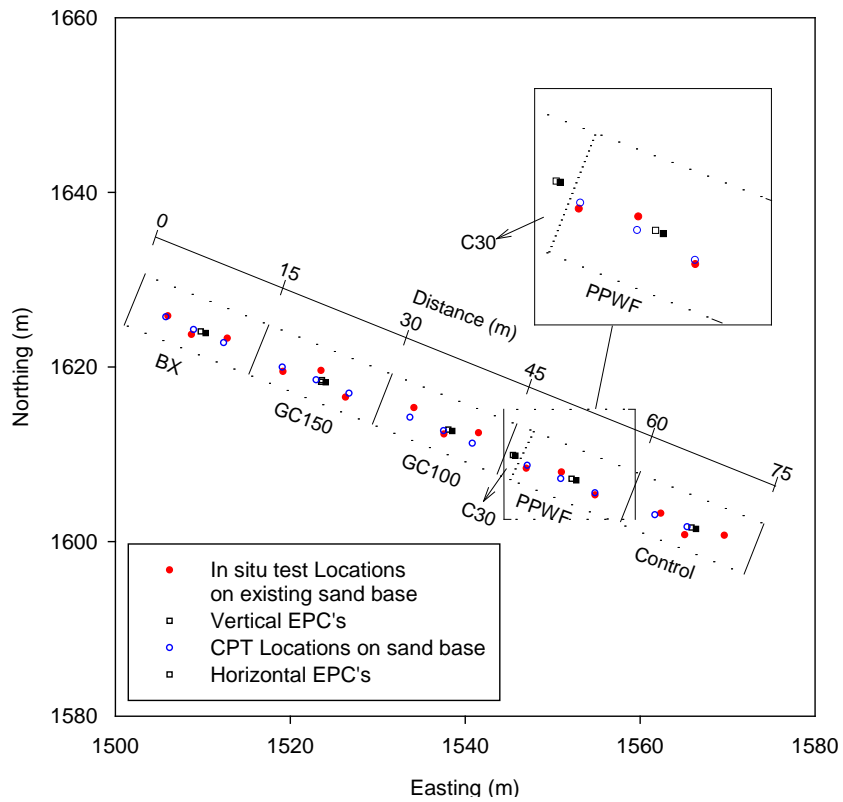 1660
1640
1620
1600
1580
1500
1520
1540
1560
1580
Northing (m)
Easting (m)
0
15
30
45
60
75
Distance (m)
C30
PPWF
BX
GC150
GC100
C30
PPWF
Control
In situ test Locations
on existing sand base
Vertical EPC's
CPT Locations on sand base
Horizontal EPC's